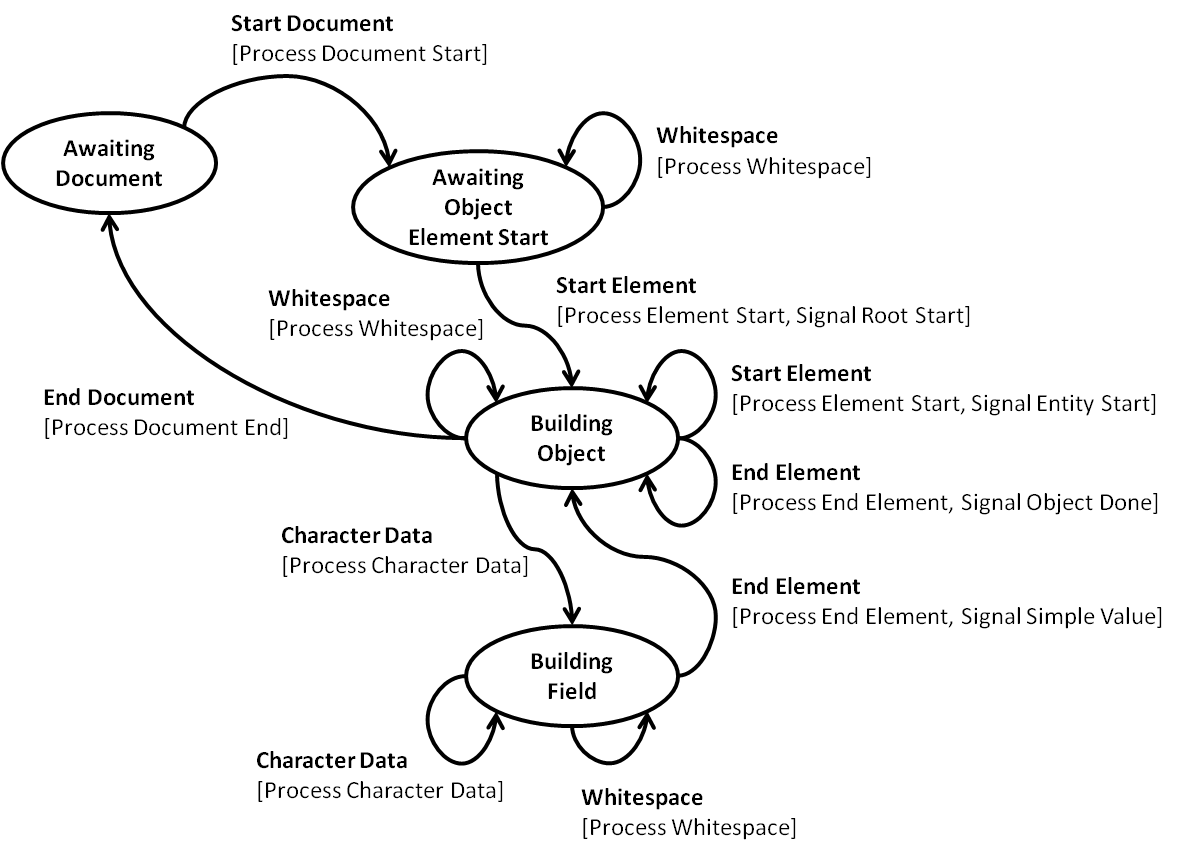 Start Document
[Process Document Start]
Awaiting
Document
Whitespace
[Process Whitespace]
Awaiting
Object
Element Start
Start Element
[Process Element Start, Signal Root Start]
Whitespace
[Process Whitespace]
End Document
[Process Document End]
Start Element
[Process Element Start, Signal Entity Start]
Building
Object
End Element
[Process End Element, Signal Object Done]
Character Data
[Process Character Data]
End Element
[Process End Element, Signal Simple Value]
Building
Field
Character Data
[Process Character Data]
Whitespace
[Process Whitespace]